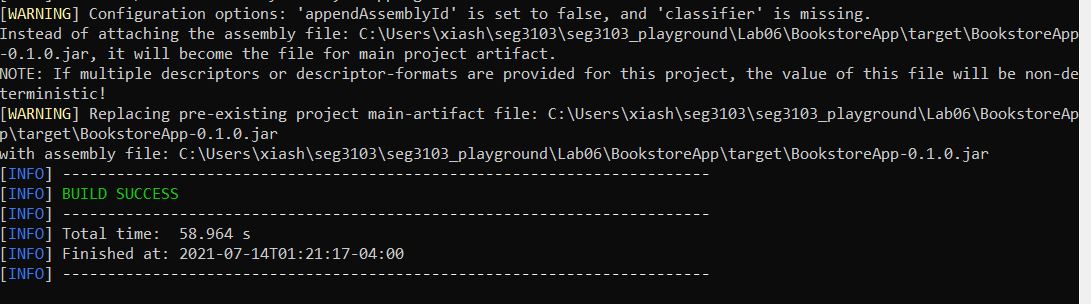 [WARNING] Configuration options: 'appendAssemblyId' is set to false, and 'classifier' is missing.
Instead of attaching the assembly file: C:\Users\xiash\seg3103\seg3103_playground\Lab06\BookstoreApp\target\BookstoreApp
-0.1.0.jar, it will become the file for main project artifact.
NOTE: If multiple descriptors or descriptor-formats are provided for this project, the value of this file will be non-de
terministic!
[WARNING] Replacing pre-existing project main-artifact file: C:\Users\xiash\seg3103\seg3103_playground\Lab06\BookstoreAp
p\target\BookstoreApp-0.1.0.jar
with assembly file: C:\Users\xiash\seg3103\seg3103_playground\Lab06\BookstoreApp\target\BookstoreApp-0.1.0.jar
[INFO] ------------------------------------------------------------------------
[INFO] BUILD SUCCESS
[INFO] ------------------------------------------------------------------------
[INFO] Total time:  58.964 s
[INFO] Finished at: 2021-07-14T01:21:17-04:00
[INFO] ------------------------------------------------------------------------